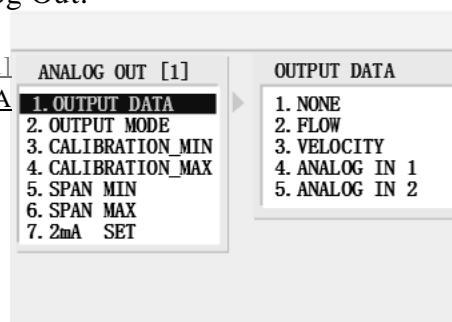 Out.
ANALOG OUT [1]
1. OUTPUT DATA
2. OUTPUT MODE
3. CALIBRATION_MIN
4. CALIBRATION_MAX
5. SPAN MIN
6. SPAN MAX
7. 2mA SET
OUTPUT DATA
1. NONE
2. FLOW
3. VELOCITY
4. ANALOG IN 1
5. ANALOG IN 2